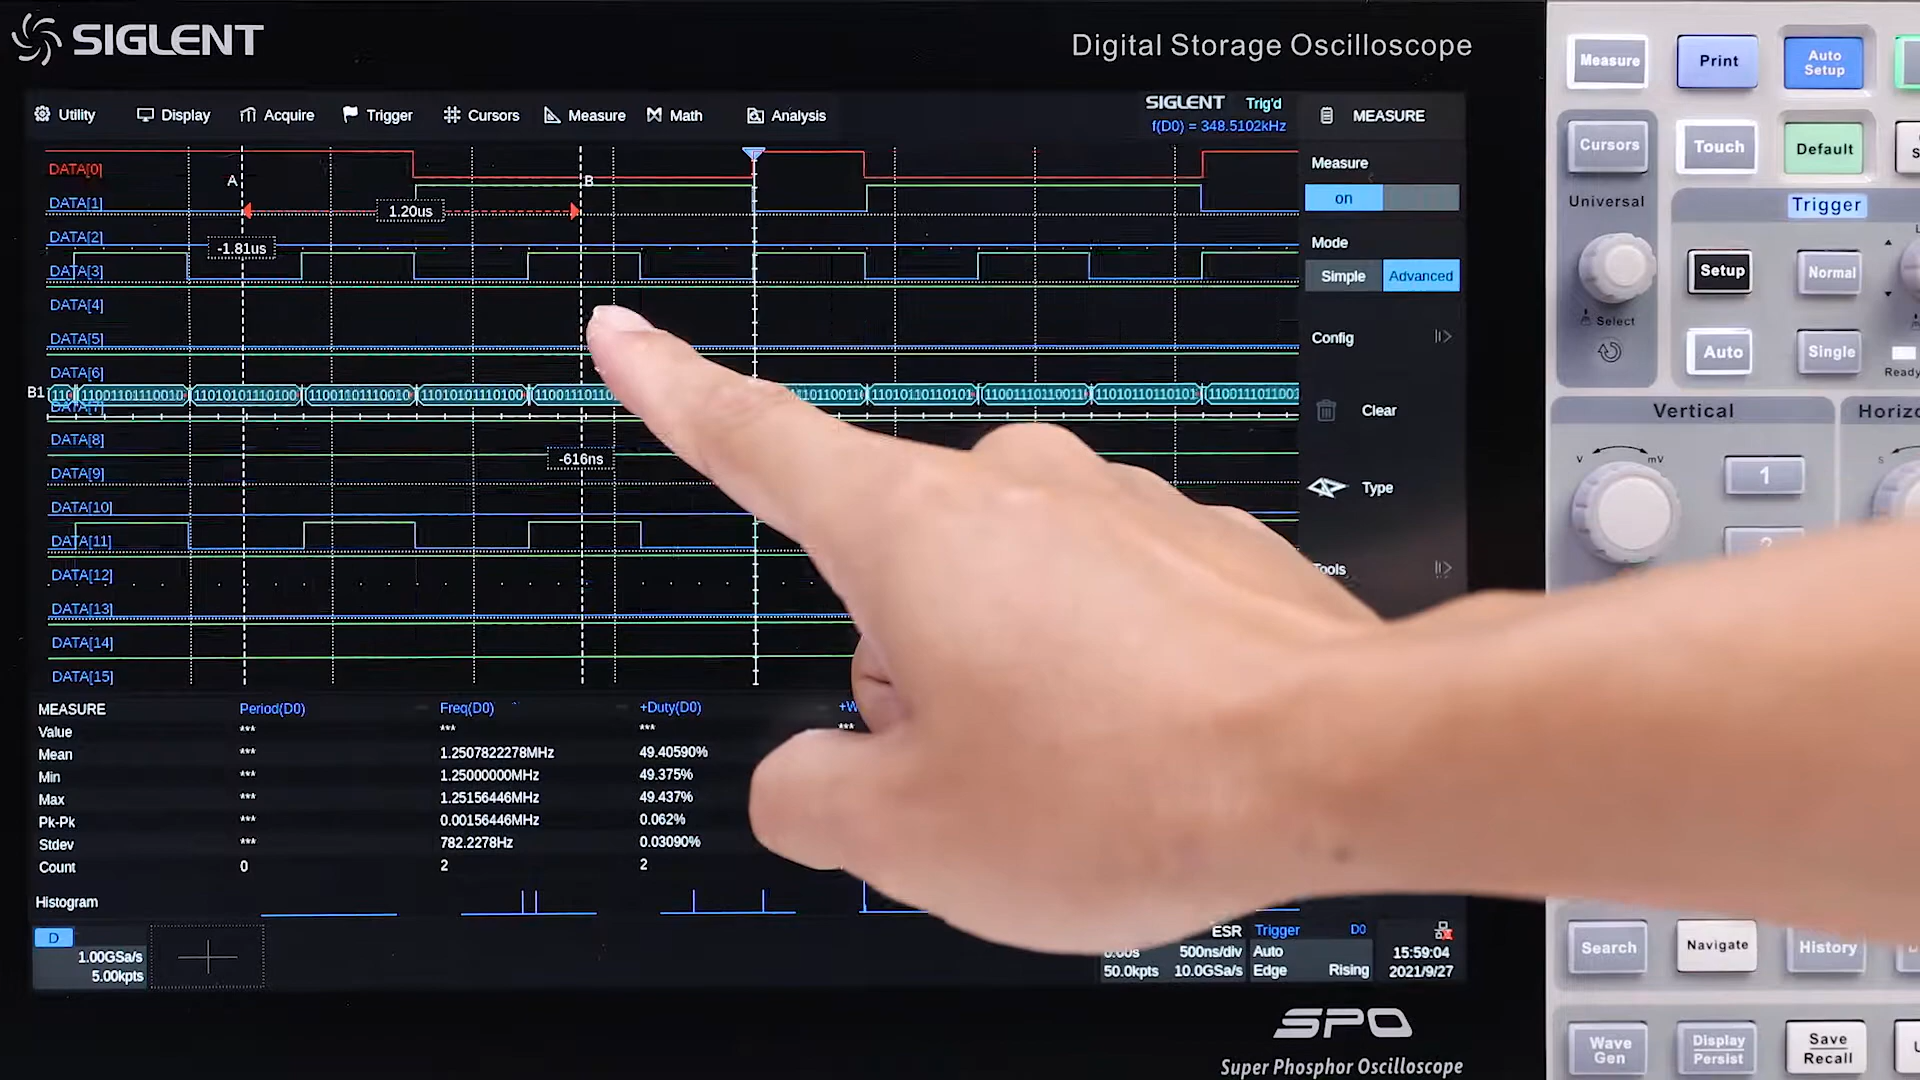 SIGLENT
Digital Storage Oscilloscope
Utility Display Acquire Trigger Cursors Measure Math Analysis
SIGLENT Trig'd
f(D0) = 348.5102kHz
MEASURE
DATA[0]
A
B
DATA[1]
1.20us
DATA[2]
-1.81us
DATA[3]
DATA[4]
DATA[5]
DATA[6]
B1
DATA[7]
DATA[8]
-616ns
DATA[9]
DATA[10]
DATA[11]
DATA[12]
DATA[13]
DATA[14]
DATA[15]
Measure
on
Mode
Simple Advanced
Config
Clear
Type
MEASURE Period(D0) Freq(D0) +Duty(D0)
Value *** *** *** ***
Mean *** 1.2507822278MHz 49.40590%
Min *** 1.25000000MHz 49.375%
Max *** 1.25156446MHz 49.437%
Pk-Pk *** 0.00156446MHz 0.062%
Stdev *** 782.2278Hz 0.03090%
Count 0 2 2
Histogram
D
1.00GSa/s
5.00kpts
ESR
500ns/div
50.0kpts 10.0GSa/s
Trigger D0
Auto
Edge Rising
15:59:04
2021/9/27
SPO
Super Phosphor Oscilloscope
Measure
Print
Auto Setup
Cursors
Touch
Default
Universal
Select
Trigger
Setup
Normal
Auto
Single
Ready
Vertical
V mV
1
Search
Navigate
History
Wave Gen
Display Persist
Save Recall